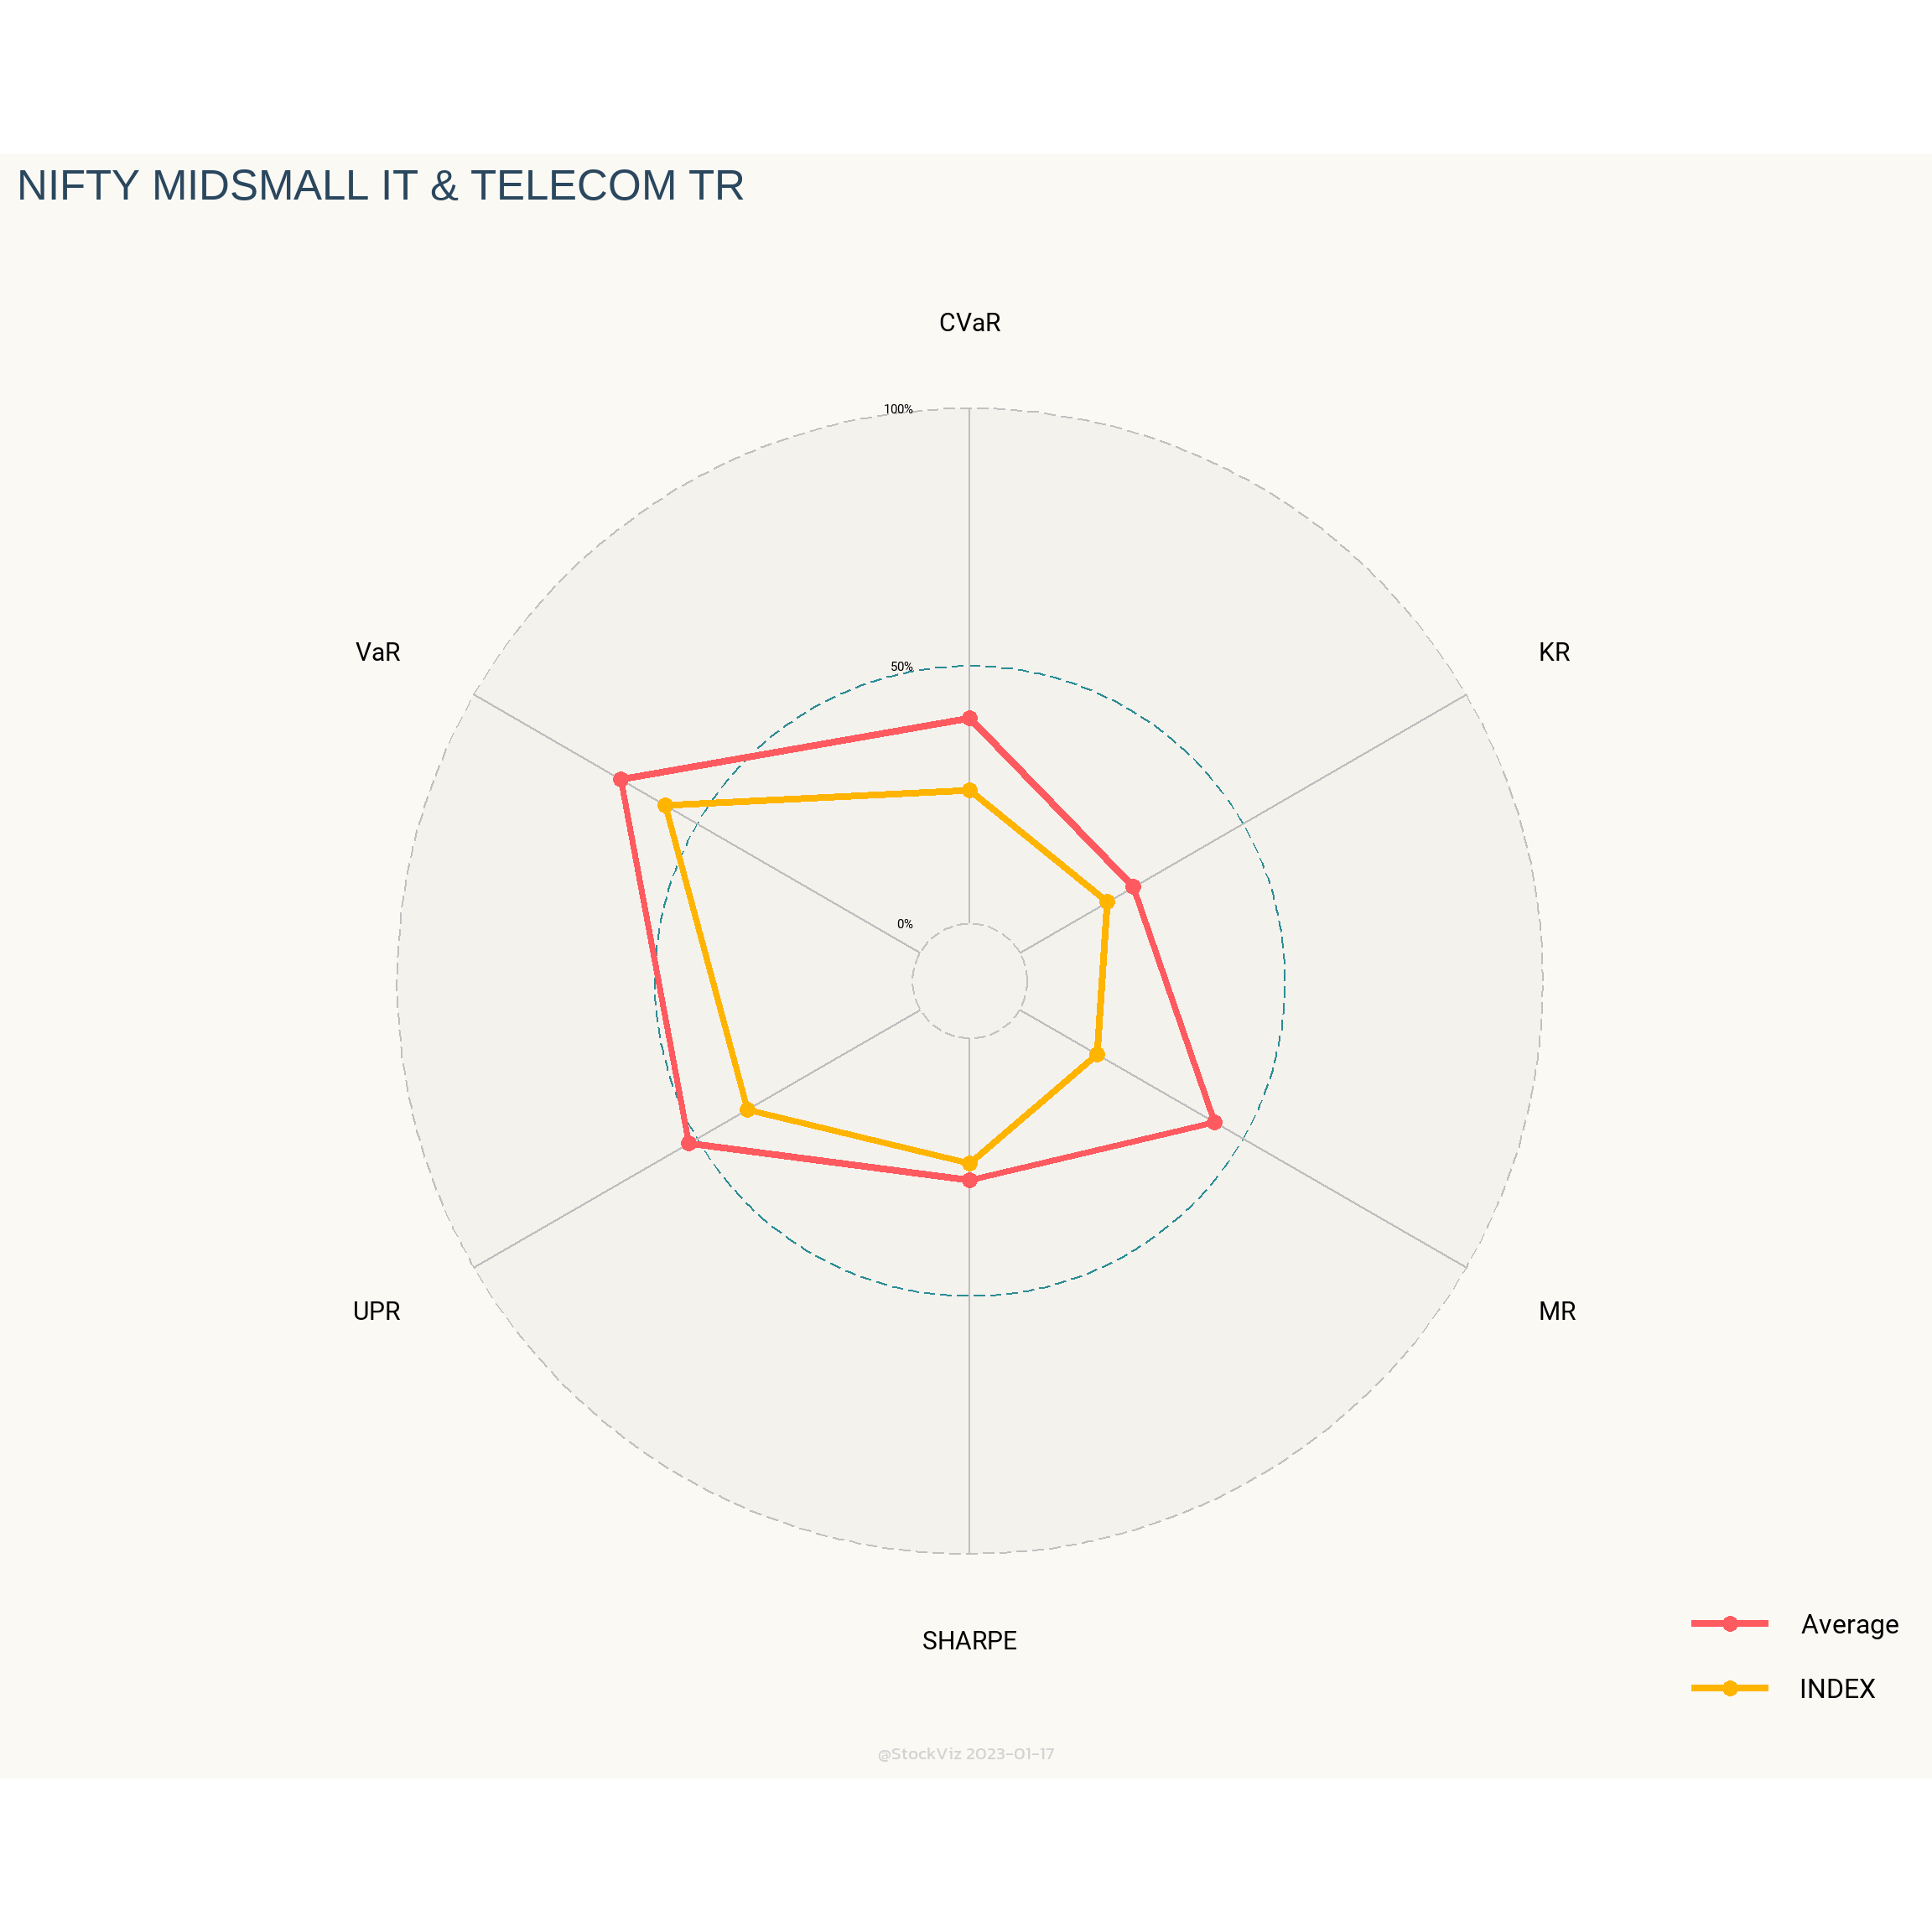 NIFTY MIDSMALL IT & TELECOM TR
CVaR
100%
VaR
KR
50%
0%
UPR
MR
SHARPE
Average
INDEX
@StockViz 2023-01-17